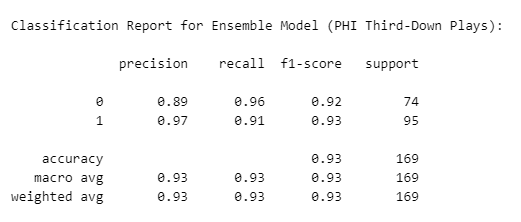 Classification Report for Ensemble Model (PHI Third-Down Plays):
precision recall f1-score support
0 0.89 0.96 0.92 74
1 0.97 0.91 0.93 95
accuracy 0.93 169
macro avg 0.93 0.93 0.93 169
weighted avg 0.93 0.93 0.93 169